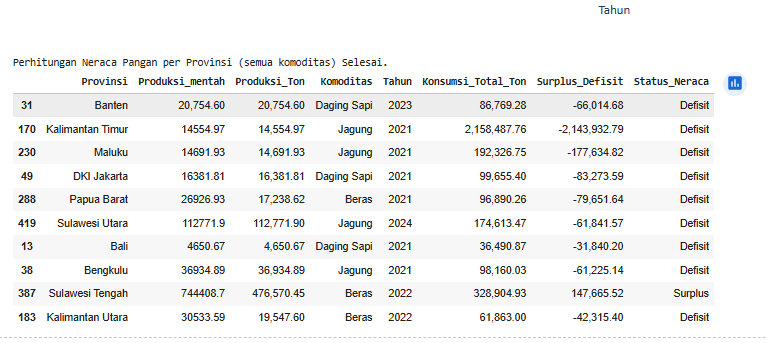 Tahun
Perhitungan Neraca Pangan per Provinsi (semua komoditas) Selesai.
Provinsi Produksi_mentah Produksi_Ton Komoditas Tahun Konsumsi_Total_Ton Surplus_Defisit Status_Neraca
31 Banten 20,754.60 20,754.60 Daging Sapi 2023 86,769.28 -66,014.68 Defisit
170 Kalimantan Timur 14554.97 14,554.97 Jagung 2021 2,158,487.76 -2,143,932.79 Defisit
230 Maluku 14691.93 14,691.93 Jagung 2021 192,326.75 -177,634.82 Defisit
49 DKI Jakarta 16381.81 16,381.81 Daging Sapi 2021 99,655.40 -83,273.59 Defisit
288 Papua Barat 26926.93 17,238.62 Beras 2021 96,890.26 -79,651.64 Defisit
419 Sulawesi Utara 112771.9 112,771.90 Jagung 2024 174,613.47 -61,841.57 Defisit
13 Bali 4650.67 4,650.67 Daging Sapi 2021 36,490.87 -31,840.20 Defisit
38 Bengkulu 36934.89 36,934.89 Jagung 2021 98,160.03 -61,225.14 Defisit
387 Sulawesi Tengah 744408.7 476,570.45 Beras 2022 328,904.93 147,665.52 Surplus
183 Kalimantan Utara 30533.59 19,547.60 Beras 2022 61,863.00 -42,315.40 Defisit